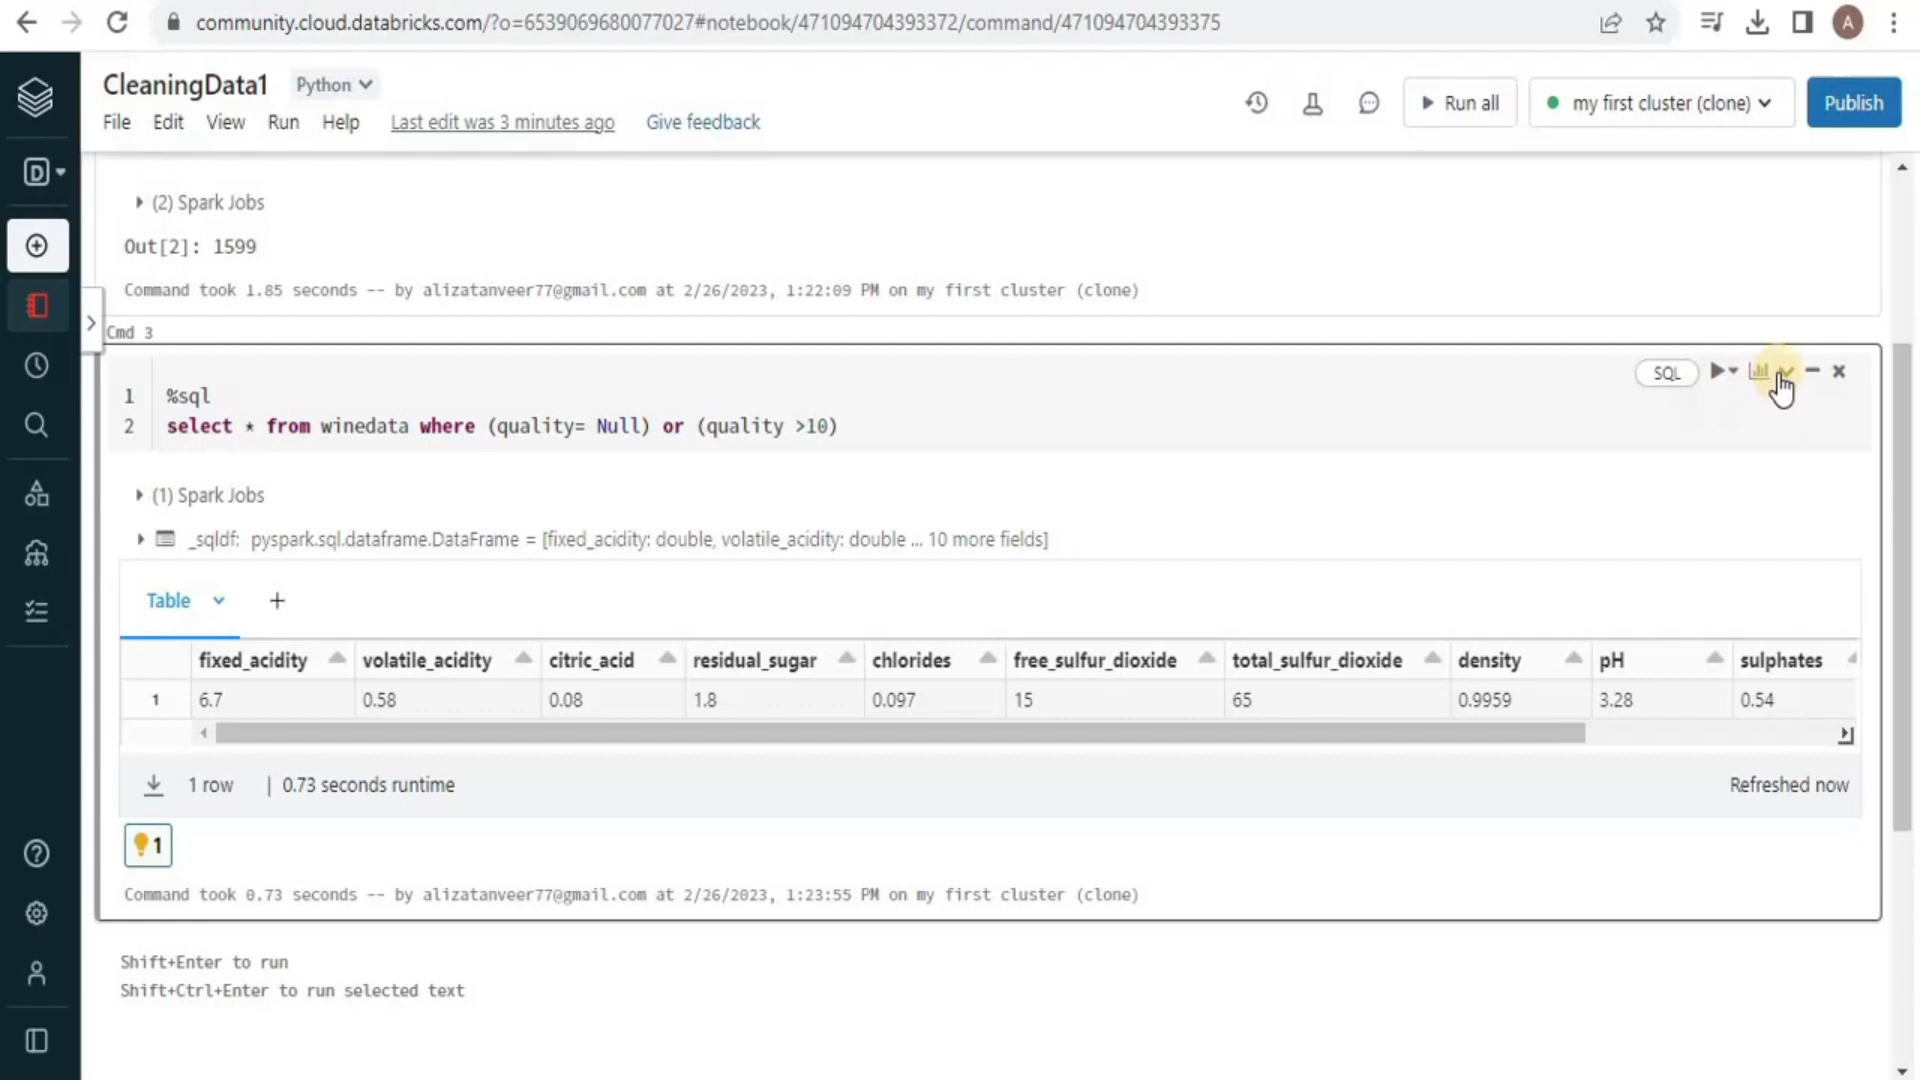 community.cloud.databricks.com/?o=6539069680077027#notebook/471094704393372/command/471094704393375
A
CleaningData1 Python
File Edit View Run Help Last edit was 3 minutes ago Give feedback
Run all my first cluster (clone) Publish
D
(2) Spark Jobs
Out[2]: 1599
Command took 1.85 seconds -- by alizatanveer77@gmail.com at 2/26/2023, 1:22:09 PM on my first cluster (clone)
Cmd 3
SQL
1 %sql
2 select * from winedata where (quality= Null) or (quality >10)
(1) Spark Jobs
_sqldf: pyspark.sql.dataframe.DataFrame = [fixed_acidity: double, volatile_acidity: double ... 10 more fields]
Table +
fixed_acidity volatile_acidity citric_acid residual_sugar chlorides free_sulfur_dioxide total_sulfur_dioxide density pH sulphates
1 6.7 0.58 0.08 1.8 0.097 15 65 0.9959 3.28 0.54
1 row | 0.73 seconds runtime Refreshed now
1
Command took 0.73 seconds -- by alizatanveer77@gmail.com at 2/26/2023, 1:23:55 PM on my first cluster (clone)
Shift+Enter to run
Shift+Ctrl+Enter to run selected text